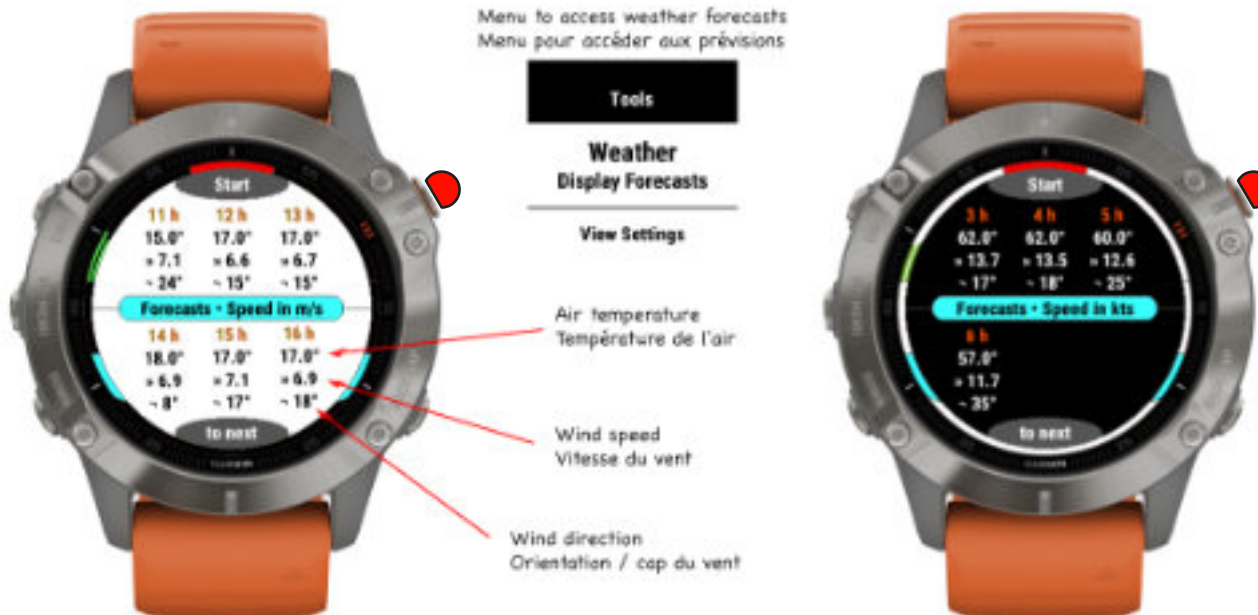 Menu to access weather forecasts
Menu pour accéder aux prévisions
Tools
Weather
Display Forecasts
View Settings
Start
11 h 12 h 13 h
15.0° 17.0° 17.0°
» 7.1 » 6.6 » 6.7
~ 24° ~ 15° ~ 15°
Forecasts • Speed in m/s
14 h 15 h 16 h
18.0° 17.0° 17.0°
» 6.9 » 7.1 » 6.9
~ 8° ~ 17° ~ 18°
to next
GARMIN
Air temperature
Température de l'air
Wind speed
Vitesse du vent
Wind direction
Orientation / cap du vent
Start
3 h 4 h 5 h
62.0° 62.0° 60.0°
» 13.7 » 13.5 » 12.6
~ 17° ~ 18° ~ 25°
Forecasts • Speed in kts
6 h
57.0°
» 11.7
~ 35°
to next
GARMIN